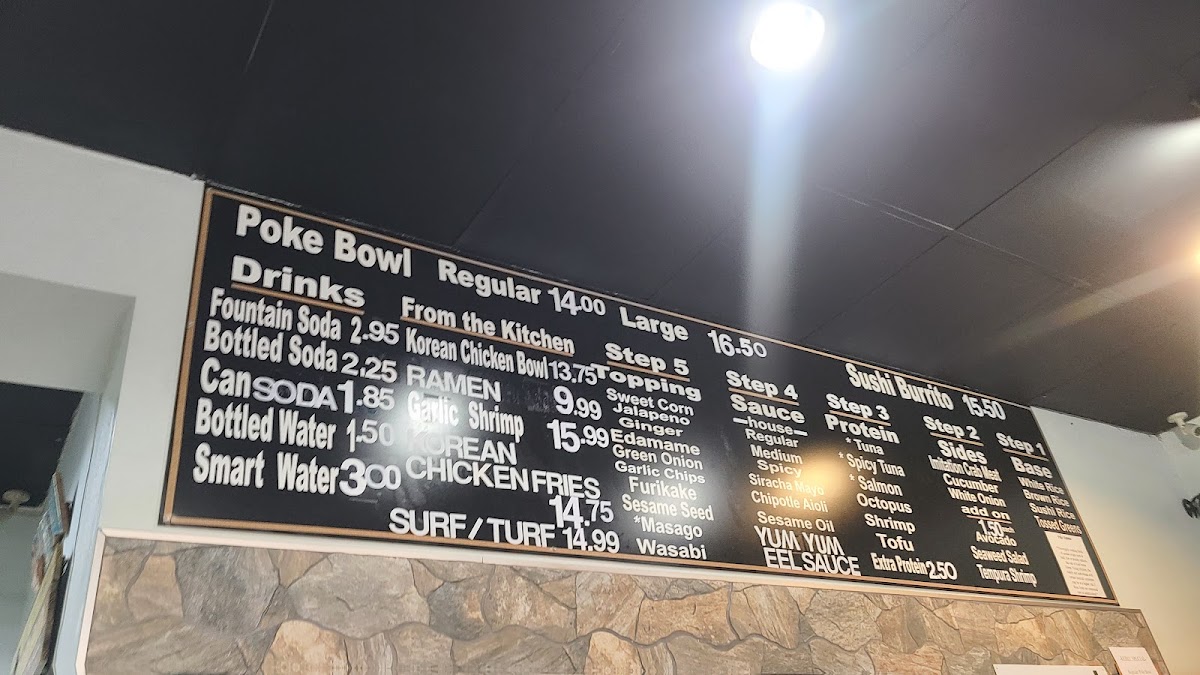 Poke Bowl Regular 14.00 Large 16.50
Sushi Burrito 15.50
Drinks
Fountain Soda 2.95
Bottled Soda 2.25
Can SODA 1.85
Bottled Water 1.50
Smart Water 3.00
From the Kitchen
Korean Chicken Bowl 13.75
RAMEN 9.99
Garlic Shrimp 15.99
KOREAN
CHICKEN FRIES
14.75
SURF / TURF 14.99
Step 5
Topping
Sweet Corn
Jalapeno
Ginger
Edamame
Green Onion
Garlic Chips
Furikake
Sesame Seed
*Masago
Wasabi
Step 4
Sauce
—house—
Regular
Medium
Spicy
Siracha Mayo
Chipotle Aioli
Sesame Oil
YUM YUM
EEL SAUCE
Step 3
Protein
* Tuna
* Spicy Tuna
* Salmon
Octopus
Shrimp
Tofu
Extra Protein 2.50
Step 2
Sides
Imitation Crab Meat
Cucumber
White Onion
add on
1.50
Avocado
Seaweed Salad
Tempura Shrimp
Step 1
Base
White Rice
Brown Rice
Sushi Rice
Tossed Greens